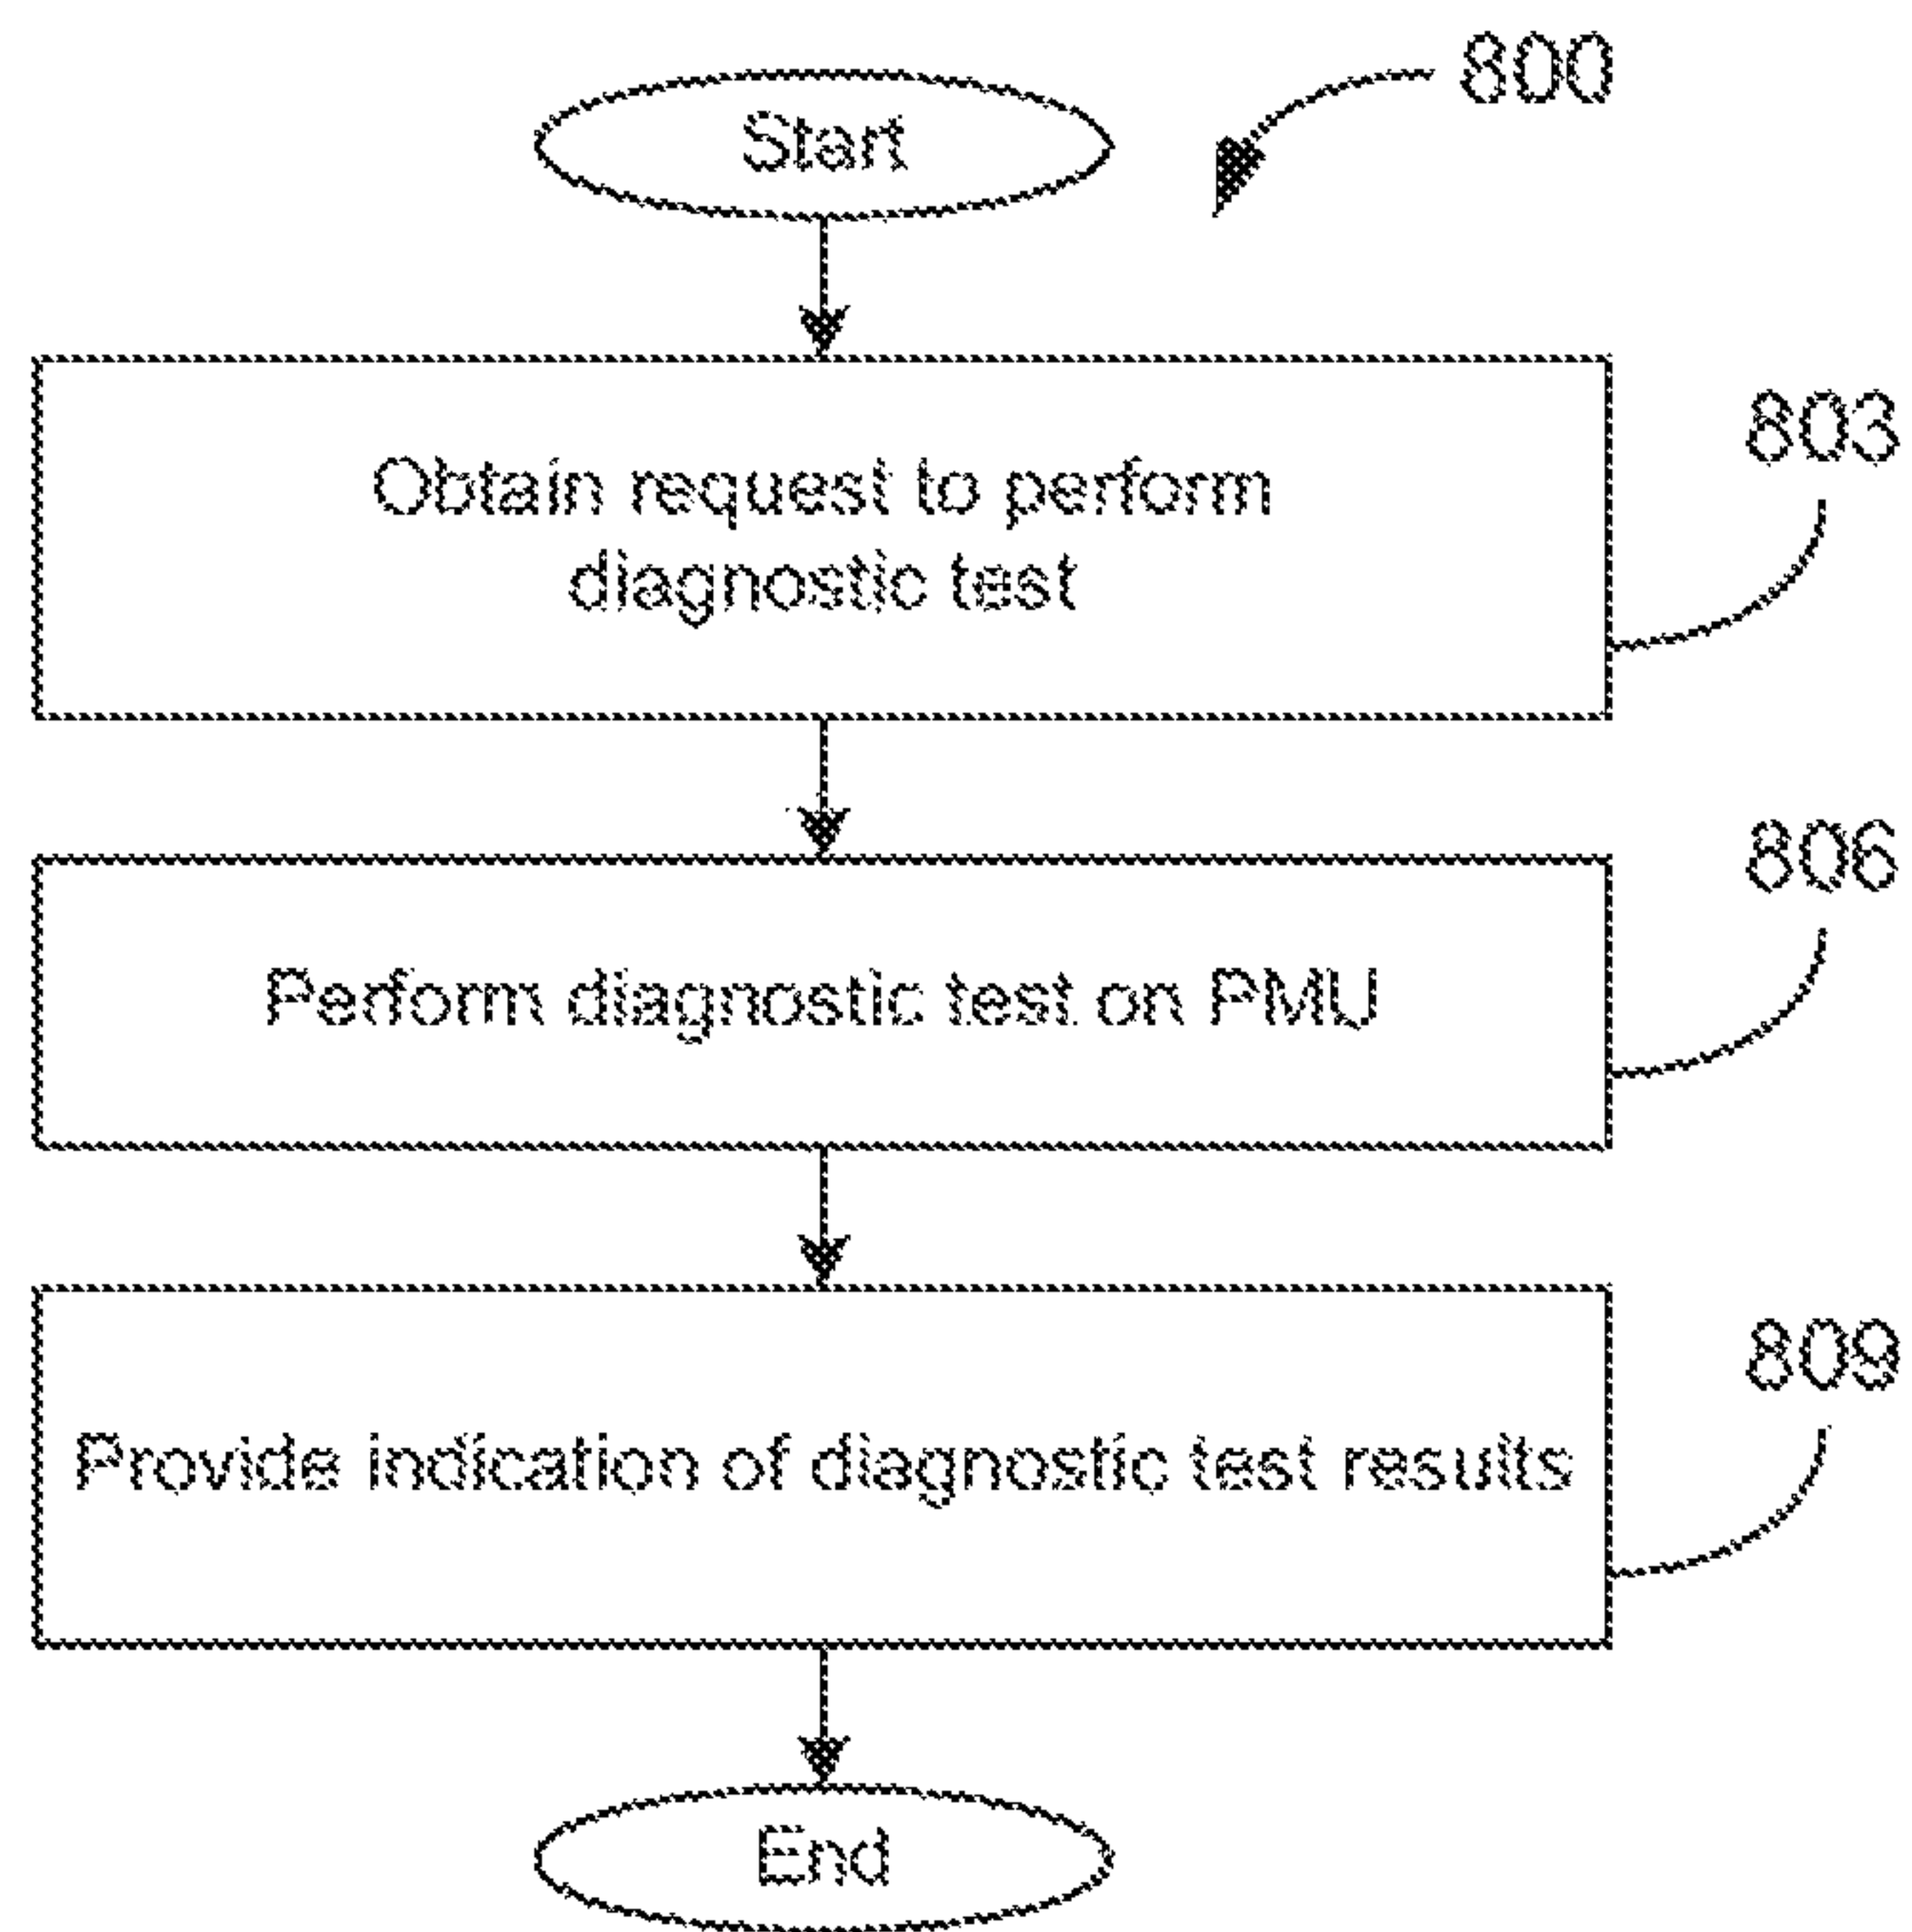 800
Start
803
Obtain request to perform
diagnostic test
806
Perform diagnostic test on PMU
809
Provide indication of diagnostic test results
End